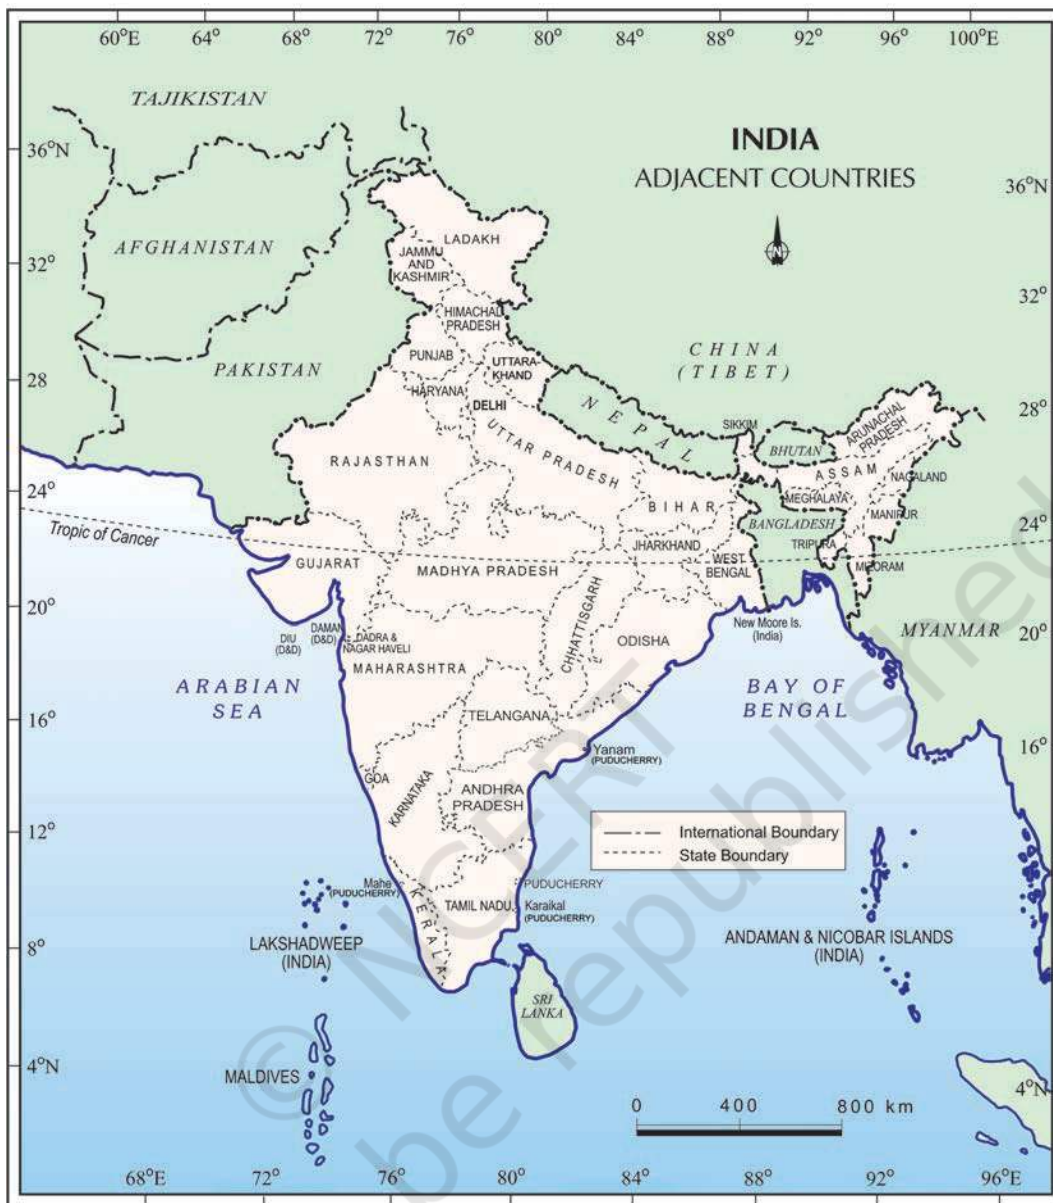 60°E 64° 68° 72° 76° 80° 84° 88° 92° 96° 100°E
TAJIKISTAN
INDIA
ADJACENT COUNTRIES
36°N
36°N
N
AFGHANISTAN
LADAKH
JAMMU
AND
KASHMIR
32°
32°
HIMACHAL
PRADESH
PAKISTAN
PUNJAB
UTTARA-
KHAND
CHINA
(TIBET)
28°
28°
HARYANA
DELHI
NEPAL
SIKKIM
BHUTAN
ARUNACHAL
PRADESH
RAJASTHAN
UTTAR PRADESH
ASSAM
NAGALAND
24°
24°
BIHAR
MEGHALAYA
MANIPUR
BANGLADESH
Tropic of Cancer
JHARKHAND
TRIPURA
GUJARAT
MADHYA PRADESH
WEST
BENGAL
MIZORAM
20°
20°
CHHATTISGARH
DIU
(D&D)
DAMAN
(D&D)
DADRA &
NAGAR HAVELI
ODISHA
New Moore Is.
(India)
MYANMAR
MAHARASHTRA
ARABIAN
SEA
BAY OF
BENGAL
TELANGANA
16°
16°
Yanam
(PUDUCHERRY)
GOA
KARNATAKA
ANDHRA
PRADESH
12°
12°
International Boundary
State Boundary
Mahe
(PUDUCHERRY)
PUDUCHERRY
KERALA
TAMIL NADU
Karaikal
(PUDUCHERRY)
LAKSHADWEEP
(INDIA)
ANDAMAN & NICOBAR ISLANDS
(INDIA)
8°
8°
SRI
LANKA
4°N
4°N
MALDIVES
0 400 800 km
68°E 72° 76° 80° 84° 88° 92° 96°E
© NCERT
be republished